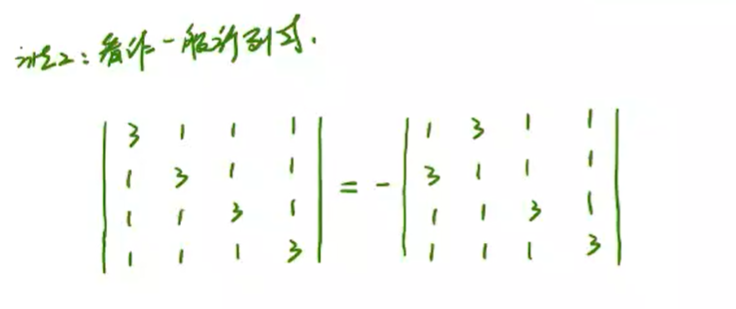 法2：看作一般行列式．
| 3 1 1 1 | | 1 3 1 1 |
| 1 3 1 1 | = - | 3 1 1 1 |
| 1 1 3 1 | | 1 1 3 1 |
| 1 1 1 3 | | 1 1 1 3 |